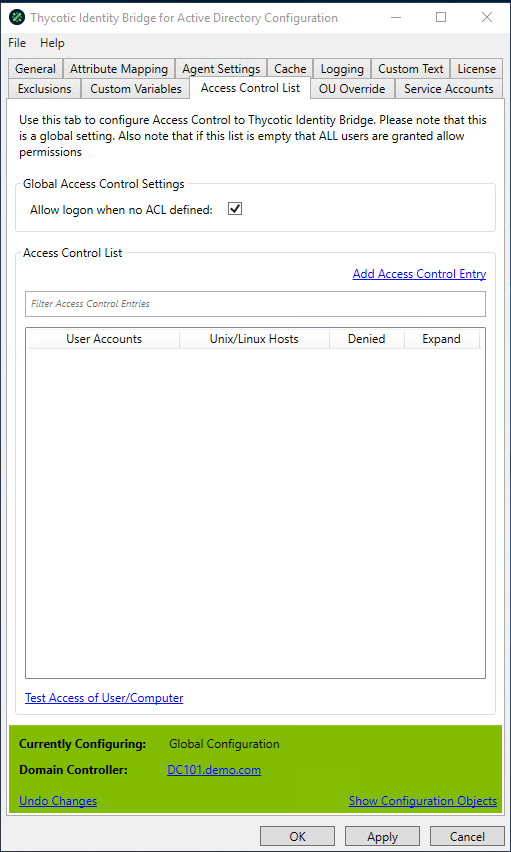 Thycotic Identity Bridge for Active Directory Configuration
File Help
General Attribute Mapping Agent Settings Cache Logging Custom Text License
Exclusions Custom Variables Access Control List OU Override Service Accounts
Use this tab to configure Access Control to Thycotic Identity Bridge. Please note that this
is a global setting. Also note that if this list is empty that ALL users are granted allow
permissions
Global Access Control Settings
Allow logon when no ACL defined:
Access Control List
Add Access Control Entry
Filter Access Control Entries
User Accounts Unix/Linux Hosts Denied Expand
Test Access of User/Computer
Currently Configuring: Global Configuration
Domain Controller: DC101.demo.com
Undo Changes Show Configuration Objects
OK Apply Cancel